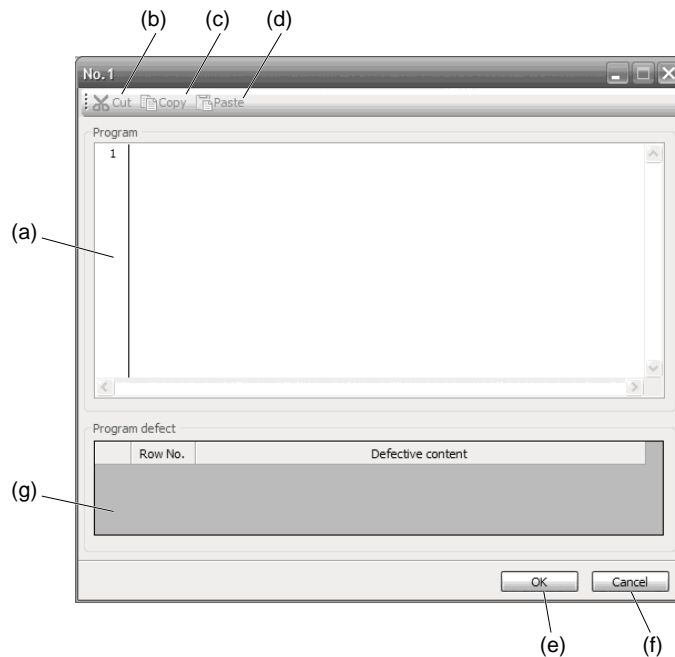 (b) (c) (d)
No.1
Cut Copy Paste
Program
1
(a)
Program defect
Row No. Defective content
(g)
OK Cancel
(e) (f)